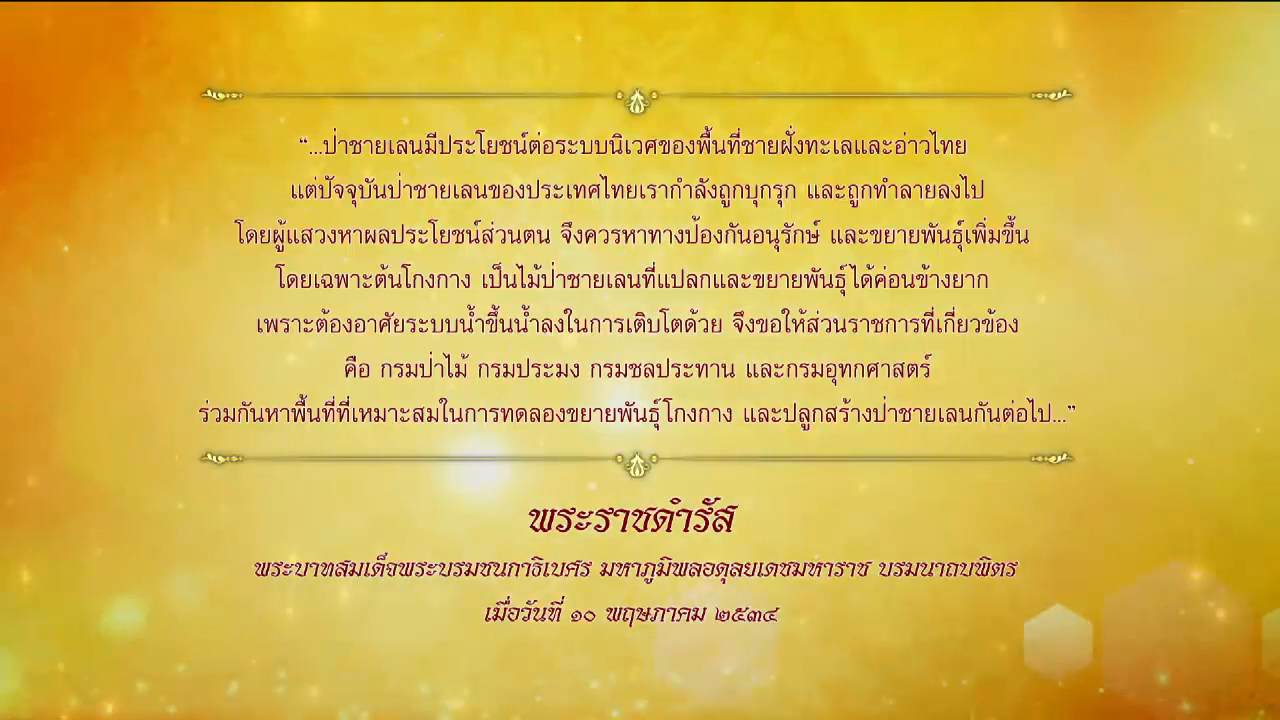 “...ป่าชายเลนมีประโยชน์ต่อระบบนิเวศของพื้นที่ชายฝั่งทะเลและอ่าวไทย
แต่ปัจจุบันป่าชายเลนของประเทศไทยเรากำลังถูกบุกรุก และถูกทำลายลงไป
โดยผู้แสวงหาผลประโยชน์ส่วนตน จึงควรหาทางป้องกันอนุรักษ์ และขยายพันธุ์เพิ่มขึ้น
โดยเฉพาะต้นโกงกาง เป็นไม้ป่าชายเลนที่แปลกและขยายพันธุ์ได้ค่อนข้างยาก
เพราะต้องอาศัยระบบน้ำขึ้นน้ำลงในการเติบโตด้วย จึงขอให้ส่วนราชการที่เกี่ยวข้อง
คือ กรมป่าไม้ กรมประมง กรมชลประทาน และกรมอุทกศาสตร์
ร่วมกันหาพื้นที่ที่เหมาะสมในการทดลองขยายพันธุ์โกงกาง และปลูกสร้างป่าชายเลนกันต่อไป...”
พระราชดำรัส
พระบาทสมเด็จพระบรมชนกาธิเบศร มหาภูมิพลอดุลยเดชมหาราช บรมนาถบพิตร
เมื่อวันที่ ๑๐ พฤษภาคม ๒๕๓๔